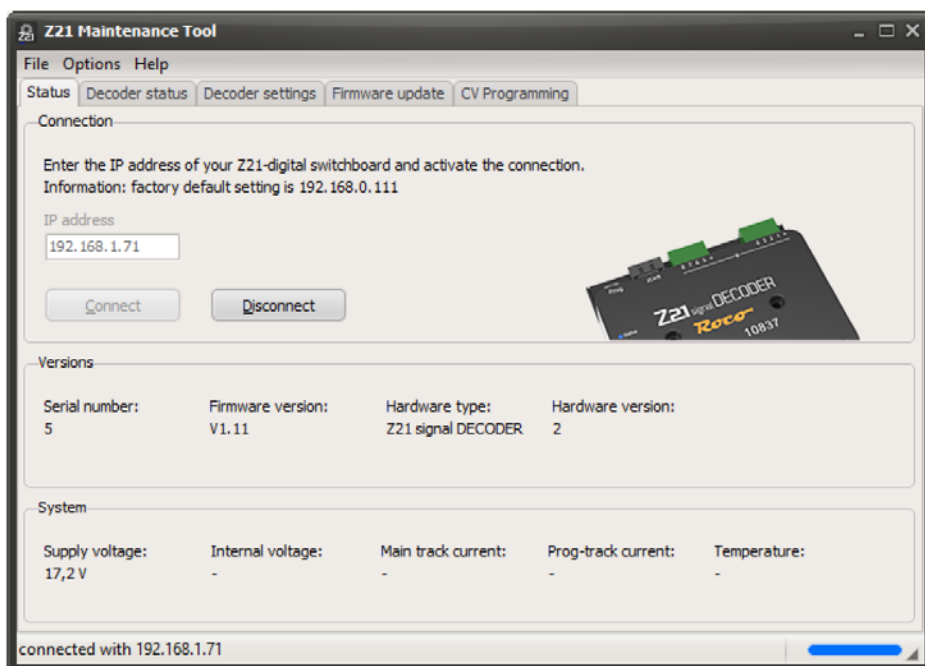 Z21 Maintenance Tool
File Options Help
Status Decoder status Decoder settings Firmware update CV Programming
Connection
Enter the IP address of your Z21-digital switchboard and activate the connection.
Information: factory default setting is 192.168.0.111
IP address
192.168.1.71
Connect Disconnect
Z21 signal DECODER
Roco 10837
Versions
Serial number: Firmware version: Hardware type: Hardware version:
5 V1.11 Z21 signal DECODER 2
System
Supply voltage: Internal voltage: Main track current: Prog-track current: Temperature:
17,2 V - - - -
connected with 192.168.1.71